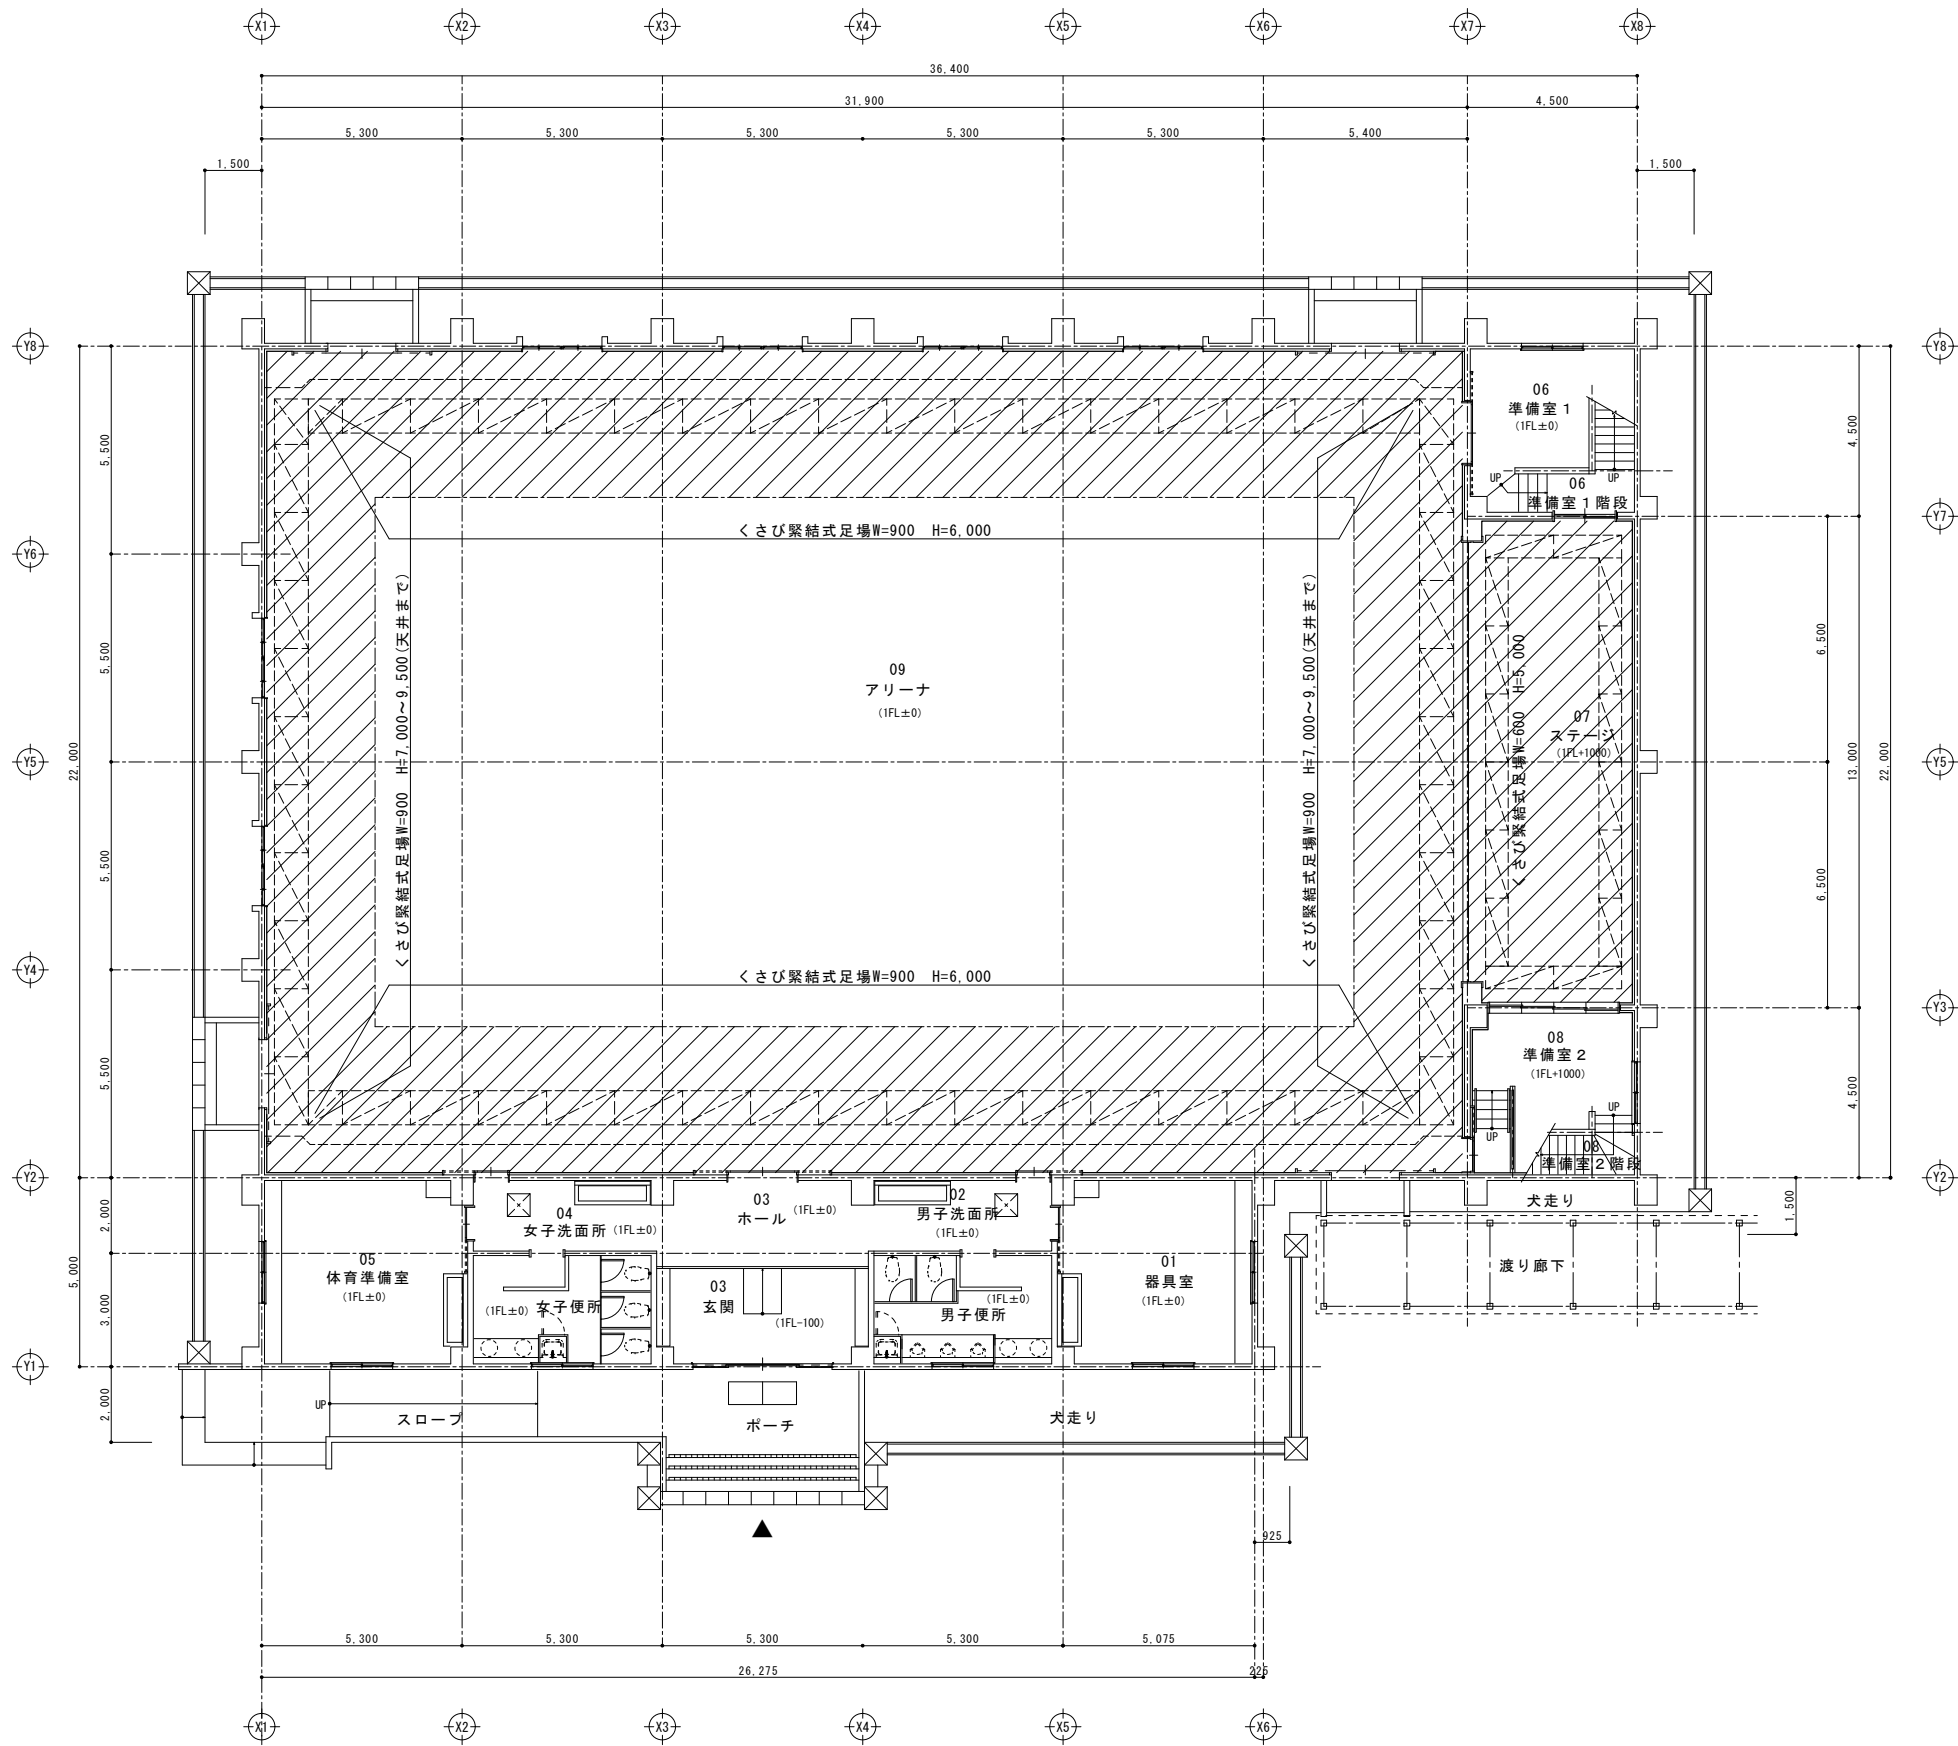 X1 X2 X3 X4 X5 X6 X7 X8
36,400
31,900 4,500
5,300 5,300 5,300 5,300 5,300 5,400
1,500 1,500
Y8 Y8
06
準備室１
(1FL±0)
5,500 4,500
UP UP
06
準備室１階段
Y7
くさび緊結式足場W=900 H=6,000
Y6
くさび緊結式足場W=900 H=7,000～9,500(天井まで)
くさび緊結式足場W=900 H=7,000～9,500(天井まで)
くさび緊結式足場W=600 H=5,000
5,500 6,500
09
アリーナ
(1FL±0)
07
ステージ
(1FL+1000)
22,000 13,000 22,000
Y5 Y5
5,500 6,500
Y4
くさび緊結式足場W=900 H=6,000
Y3
08
準備室２
(1FL+1000)
5,500 4,500
UP UP
08
準備室２階段
Y2 Y2
犬走り
1,500
2,000
04
女子洗面所 (1FL±0)
03
ホール (1FL±0)
02
男子洗面所
(1FL±0)
渡り廊下
5,000
3,000
05
体育準備室
(1FL±0)
(1FL±0) 女子便所
03
玄関
(1FL-100)
(1FL±0)
男子便所
01
器具室
(1FL±0)
Y1
2,000
UP
スロープ
ポーチ
犬走り
925
5,300 5,300 5,300 5,300 5,075
26,275 225
X1 X2 X3 X4 X5 X6